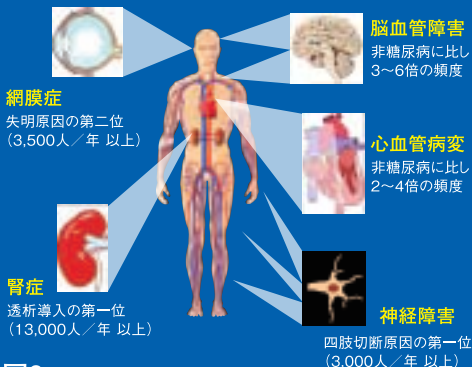 網膜症
失明原因の第二位
（3,500人／年 以上）
腎症
透析導入の第一位
（13,000人／年 以上）
脳血管障害
非糖尿病に比し
3〜6倍の頻度
心血管病変
非糖尿病に比し
2〜4倍の頻度
神経障害
四肢切断原因の第一位
（3,000人／年 以上）